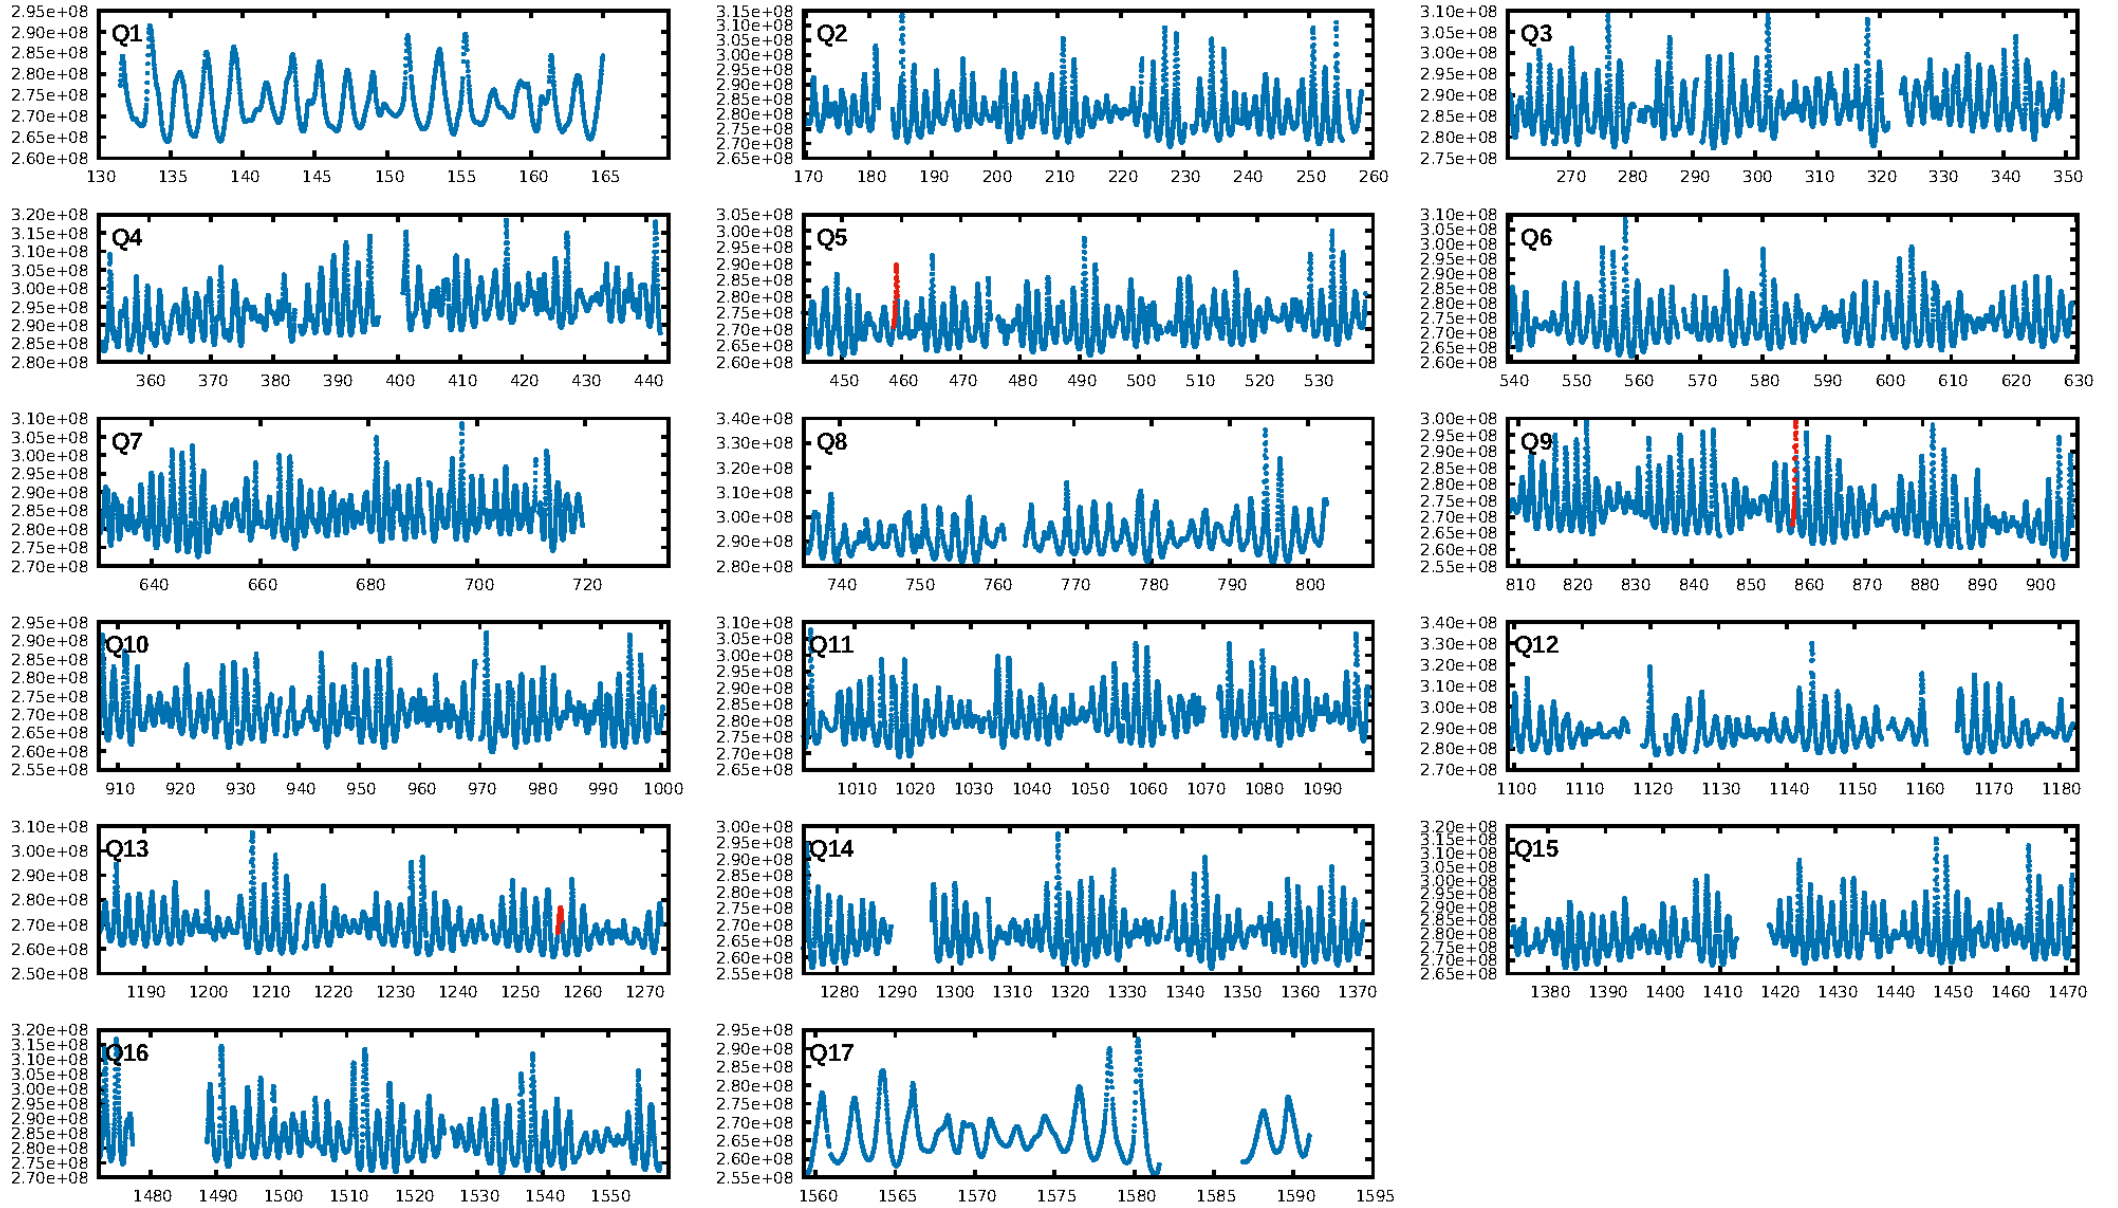 2.95e+08 2.90e+08 2.85e+08 2.80e+08 2.75e+08 2.70e+08 2.65e+08 2.60e+08
Q1
130 135 140 145 150 155 160 165
3.15e+08 3.10e+08 3.05e+08 3.00e+08 2.95e+08 2.90e+08 2.85e+08 2.80e+08 2.75e+08 2.70e+08 2.65e+08
Q2
170 180 190 200 210 220 230 240 250 260
3.10e+08 3.05e+08 3.00e+08 2.95e+08 2.90e+08 2.85e+08 2.80e+08 2.75e+08
Q3
270 280 290 300 310 320 330 340 350
3.20e+08 3.15e+08 3.10e+08 3.05e+08 3.00e+08 2.95e+08 2.90e+08 2.85e+08 2.80e+08
Q4
360 370 380 390 400 410 420 430 440
3.05e+08 3.00e+08 2.95e+08 2.90e+08 2.85e+08 2.80e+08 2.75e+08 2.70e+08 2.65e+08 2.60e+08
Q5
450 460 470 480 490 500 510 520 530
3.10e+08 3.05e+08 3.00e+08 2.95e+08 2.90e+08 2.85e+08 2.80e+08 2.75e+08 2.70e+08 2.65e+08 2.60e+08
Q6
540 550 560 570 580 590 600 610 620 630
3.10e+08 3.05e+08 3.00e+08 2.95e+08 2.90e+08 2.85e+08 2.80e+08 2.75e+08 2.70e+08
Q7
640 660 680 700 720
3.40e+08 3.30e+08 3.20e+08 3.10e+08 3.00e+08 2.90e+08 2.80e+08
Q8
740 750 760 770 780 790 800
3.00e+08 2.95e+08 2.90e+08 2.85e+08 2.80e+08 2.75e+08 2.70e+08 2.65e+08 2.60e+08 2.55e+08
Q9
810 820 830 840 850 860 870 880 890 900
2.95e+08 2.90e+08 2.85e+08 2.80e+08 2.75e+08 2.70e+08 2.65e+08 2.60e+08 2.55e+08
Q10
910 920 930 940 950 960 970 980 990 1000
3.10e+08 3.05e+08 3.00e+08 2.95e+08 2.90e+08 2.85e+08 2.80e+08 2.75e+08 2.70e+08 2.65e+08
Q11
1010 1020 1030 1040 1050 1060 1070 1080 1090
3.40e+08 3.30e+08 3.20e+08 3.10e+08 3.00e+08 2.90e+08 2.80e+08 2.70e+08
Q12
1100 1110 1120 1130 1140 1150 1160 1170 1180
3.10e+08 3.00e+08 2.90e+08 2.80e+08 2.70e+08 2.60e+08 2.50e+08
Q13
1190 1200 1210 1220 1230 1240 1250 1260 1270
3.00e+08 2.95e+08 2.90e+08 2.85e+08 2.80e+08 2.75e+08 2.70e+08 2.65e+08 2.60e+08 2.55e+08
Q14
1280 1290 1300 1310 1320 1330 1340 1350 1360 1370
3.20e+08 3.15e+08 3.10e+08 3.05e+08 3.00e+08 2.95e+08 2.90e+08 2.85e+08 2.80e+08 2.75e+08 2.70e+08 2.65e+08
Q15
1380 1390 1400 1410 1420 1430 1440 1450 1460 1470
3.20e+08 3.15e+08 3.10e+08 3.05e+08 3.00e+08 2.95e+08 2.90e+08 2.85e+08 2.80e+08 2.75e+08 2.70e+08
Q16
1480 1490 1500 1510 1520 1530 1540 1550
2.95e+08 2.90e+08 2.85e+08 2.80e+08 2.75e+08 2.70e+08 2.65e+08 2.60e+08 2.55e+08
Q17
1560 1565 1570 1575 1580 1585 1590 1595